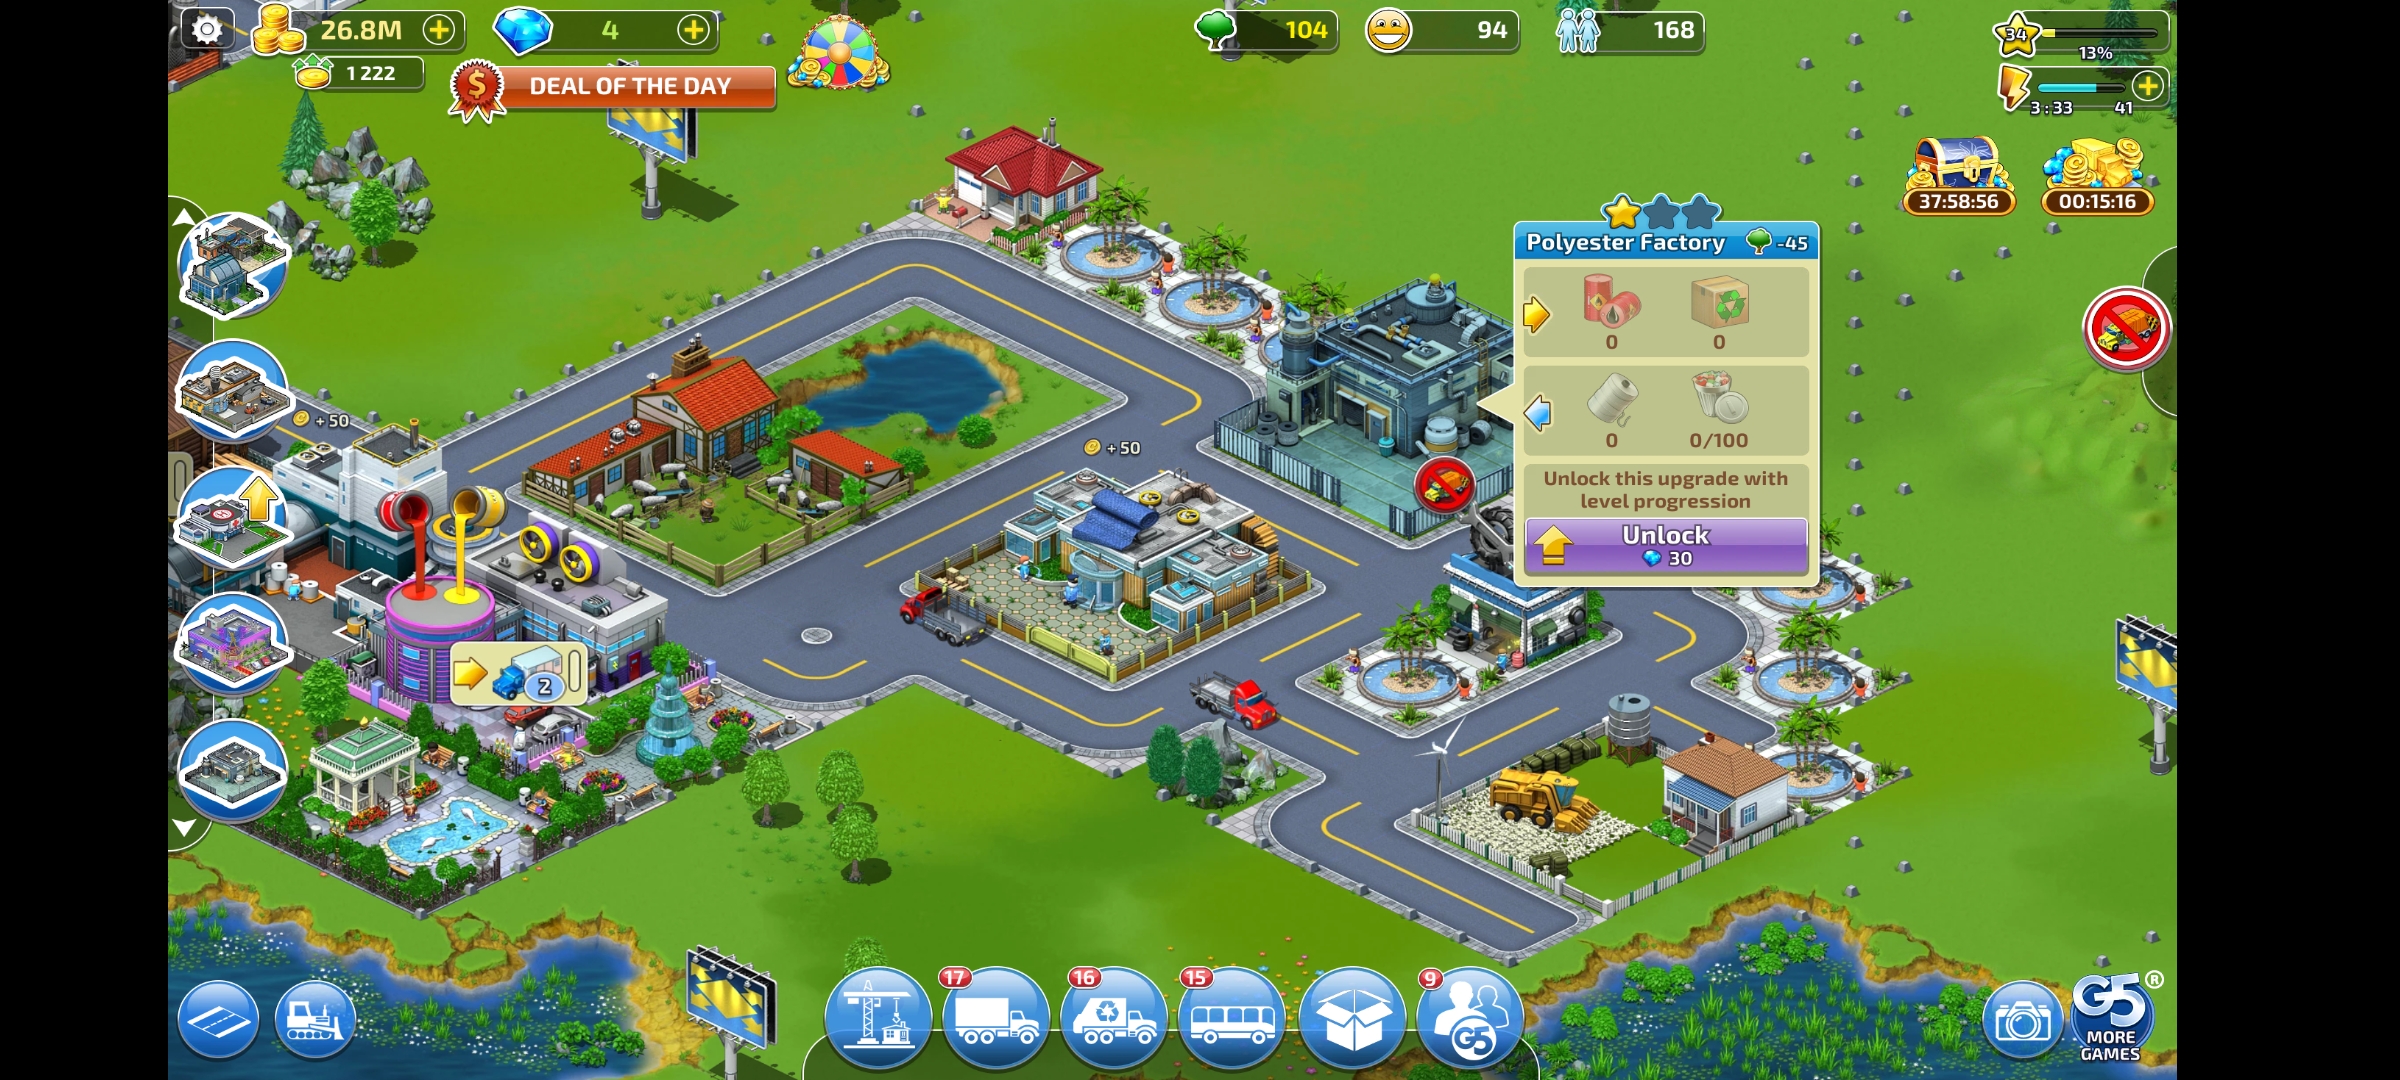 26.8M
4
104
94
168
34
13%
1 222
DEAL OF THE DAY
3:33
41
37:58:56
00:15:16
Polyester Factory
-45
0
0
0
0/100
Unlock this upgrade with
level progression
Unlock
30
+50
+50
2
17
16
15
9
G5
G5®
MORE
GAMES